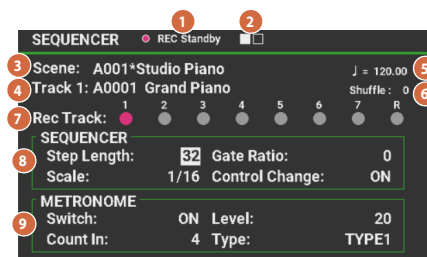 1 2
SEQUENCER REC Standby
3 Scene: A001*Studio Piano ♩ = 120.00 5
4 Track 1: A0001 Grand Piano Shuffle: 0 6
1 2 3 4 5 6 7 R
7 Rec Track:
SEQUENCER
8 Step Length: 32 Gate Ratio: 0
Scale: 1/16 Control Change: ON
METRONOME
9 Switch: ON Level: 20
Count In: 4 Type: TYPE1